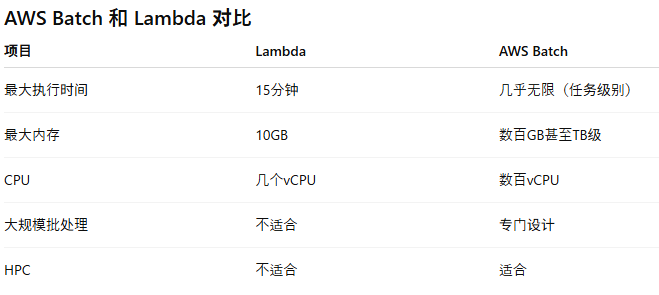 AWS Batch 和 Lambda 对比
项目 Lambda AWS Batch
最大执行时间 15分钟 几乎无限（任务级别）
最大内存 10GB 数百GB甚至TB级
CPU 几个vCPU 数百vCPU
大规模批处理 不适合 专门设计
HPC 不适合 适合